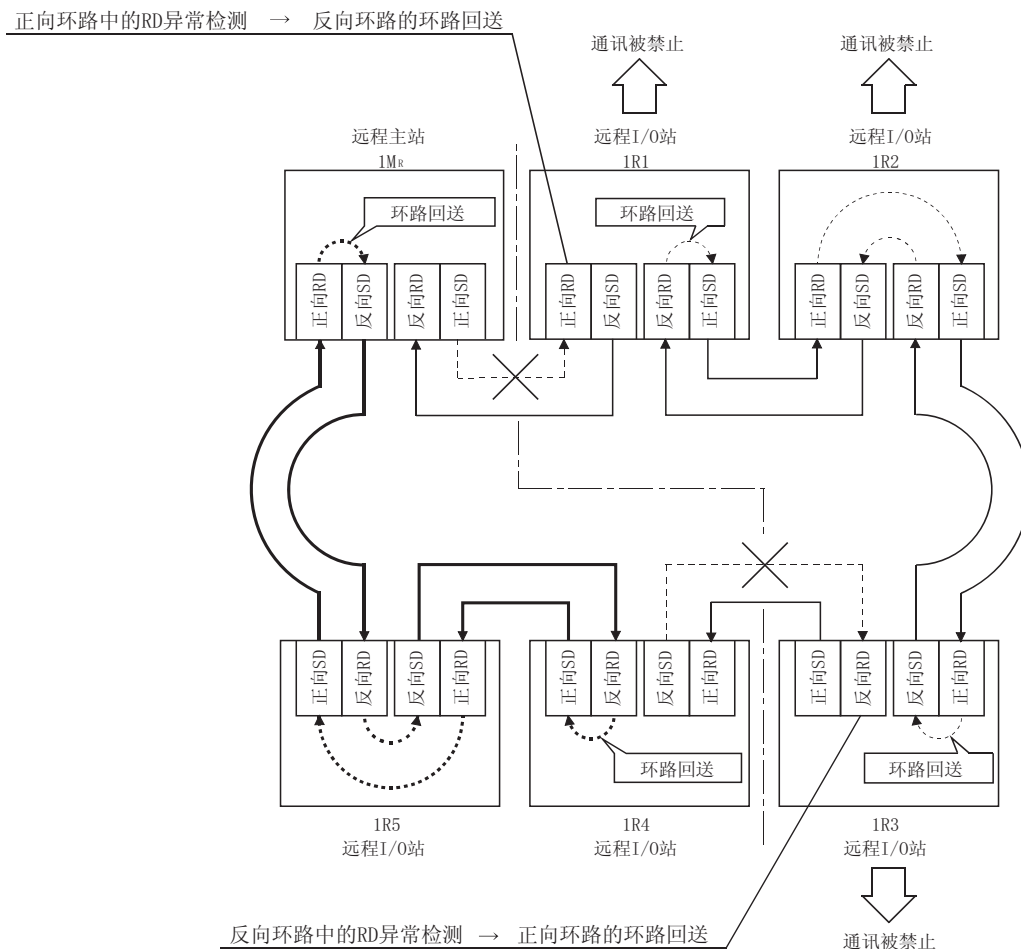 正向环路中的RD异常检测 → 反向环路的环路回送
通讯被禁止
通讯被禁止
远程主站
远程I/O站
远程I/O站
1MR
1R1
1R2
环路回送
环路回送
正向RD
反向SD
反向RD
正向SD
正向RD
反向SD
反向RD
正向SD
正向RD
反向SD
反向RD
正向SD
正向SD
反向RD
反向SD
正向RD
正向SD
反向RD
反向SD
正向RD
正向SD
反向RD
反向SD
正向RD
环路回送
环路回送
1R5
1R4
1R3
远程I/O站
远程I/O站
远程I/O站
反向环路中的RD异常检测 → 正向环路的环路回送
通讯被禁止